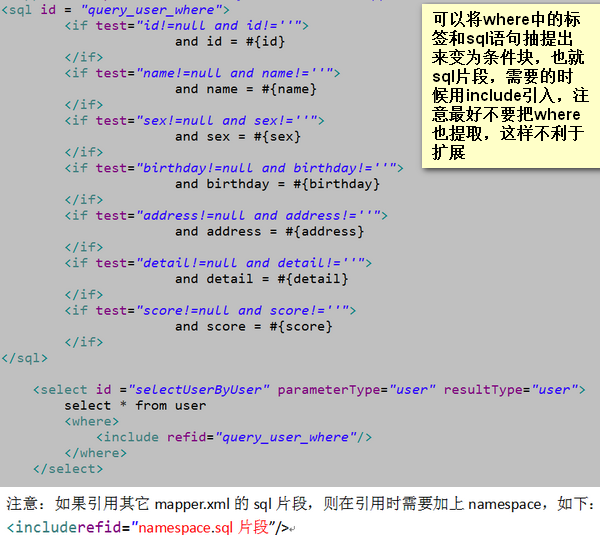 <sql id = "query_user_where">
<if test="id!=null and id!=''">
and id = #{id}
</if>
<if test="name!=null and name!=''">
and name = #{name}
</if>
<if test="sex!=null and sex!=''">
and sex = #{sex}
</if>
<if test="birthday!=null and birthday!=''">
and birthday = #{birthday}
</if>
<if test="address!=null and address!=''">
and address = #{address}
</if>
<if test="detail!=null and detail!=''">
and detail = #{detail}
</if>
<if test="score!=null and score!=''">
and score = #{score}
</if>
</sql>
<select id ="selectUserByUser" parameterType="user" resultType="user">
select * from user
<where>
<include refid="query_user_where"/>
</where>
</select>
可以将where中的标
签和sql语句抽提出
来变为条件块，也就
sql片段，需要的时
候用include引入，注
意最好不要把where
也提取，这样不利于
扩展
注意：如果引用其它 mapper.xml 的 sql 片段，则在引用时需要加上 namespace，如下：
<includerefid="namespace.sql 片段"/>↵